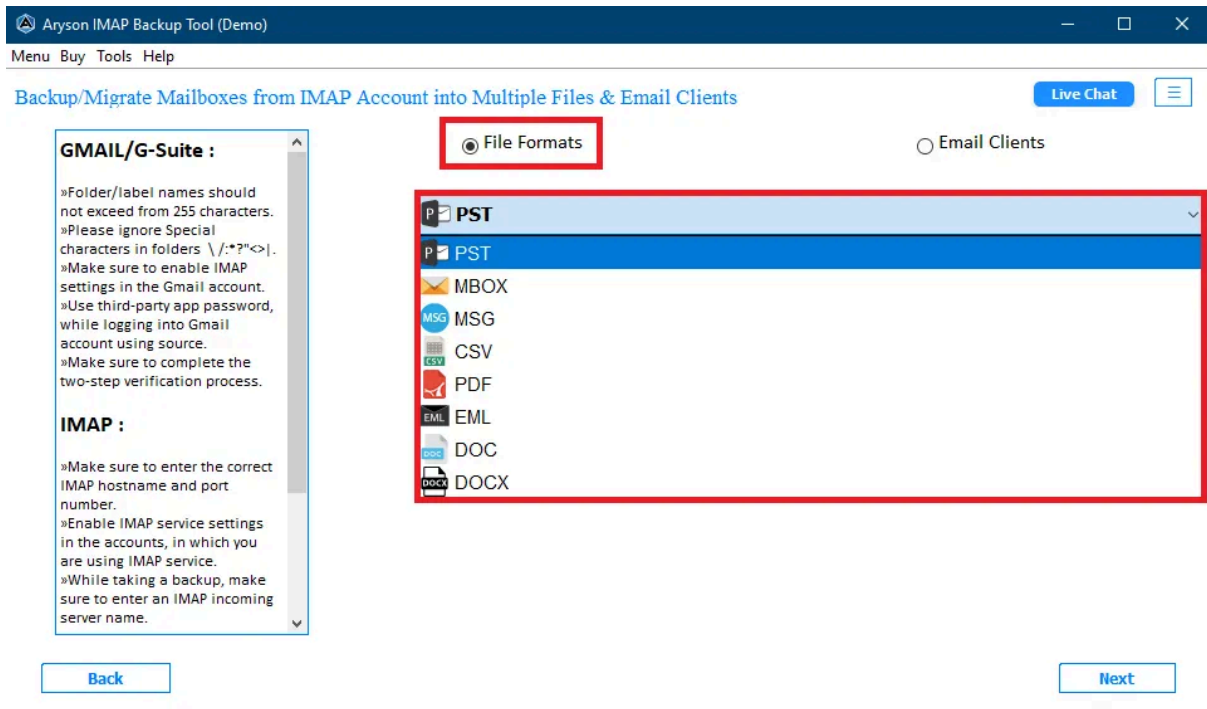 Aryson IMAP Backup Tool (Demo)
Menu Buy Tools Help
Backup/Migrate Mailboxes from IMAP Account into Multiple Files & Email Clients
Live Chat
GMAIL/G-Suite :
»Folder/label names should
not exceed from 255 characters.
»Please ignore Special
characters in folders \ /:*?"<>|.
»Make sure to enable IMAP
settings in the Gmail account.
»Use third-party app password,
while logging into Gmail
account using source.
»Make sure to complete the
two-step verification process.
IMAP :
»Make sure to enter the correct
IMAP hostname and port
number.
»Enable IMAP service settings
in the accounts, in which you
are using IMAP service.
»While taking a backup, make
sure to enter an IMAP incoming
server name.
File Formats
Email Clients
P PST
P PST
MBOX
MSG MSG
CSV CSV
PDF
EML EML
DOC DOC
DOCX DOCX
Back
Next